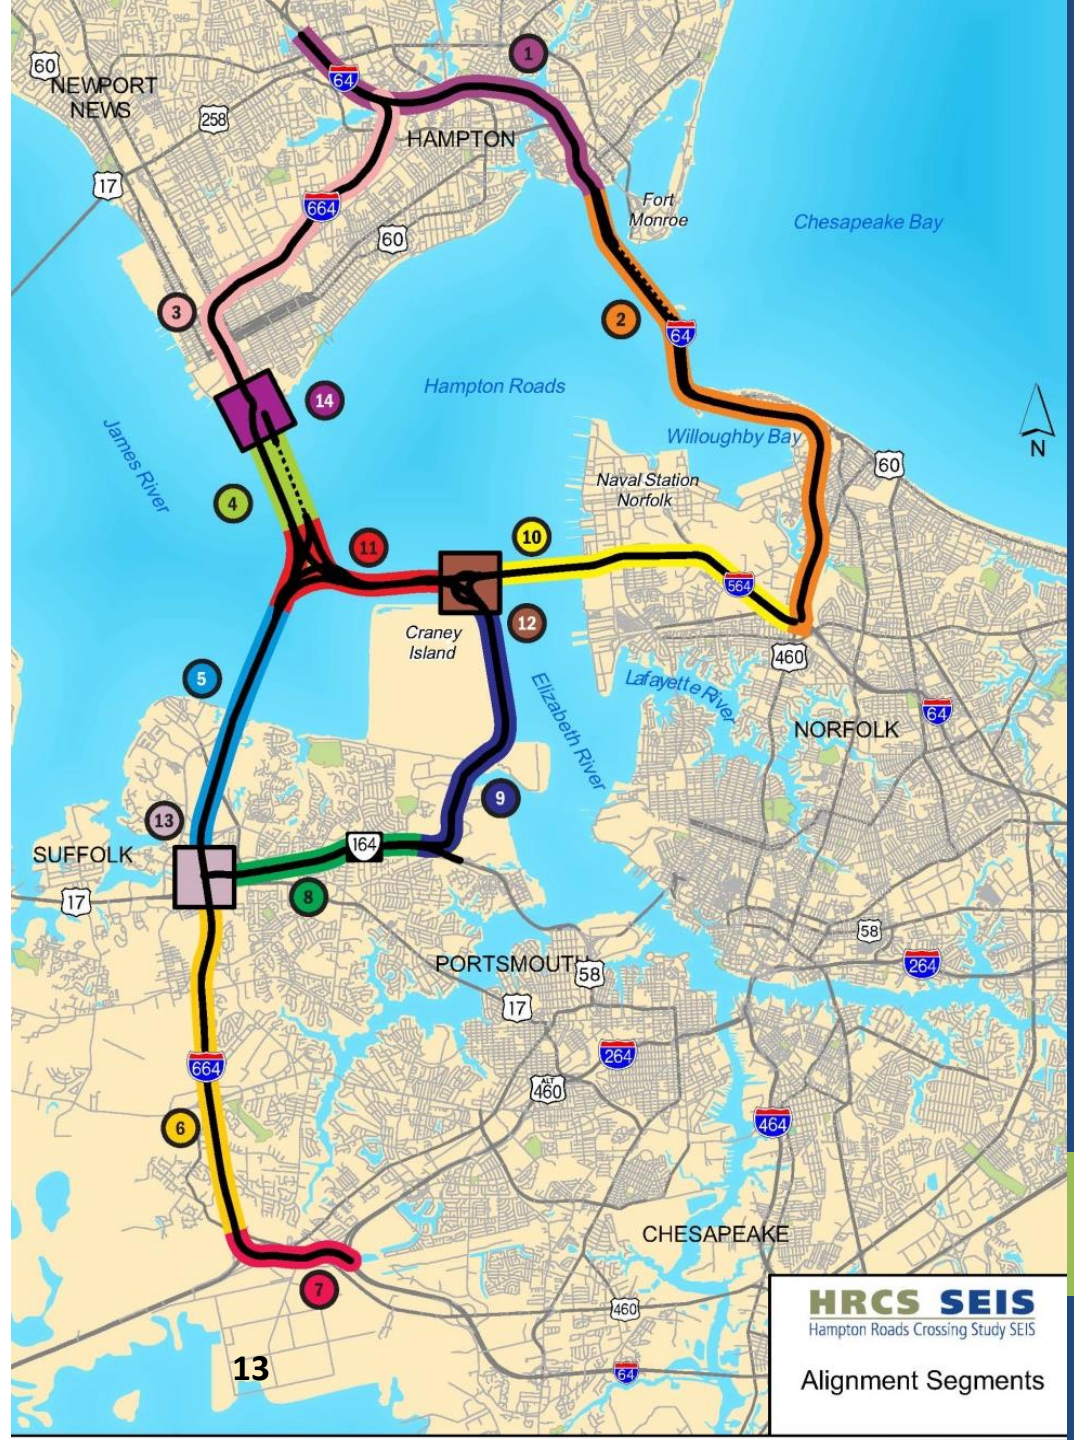 1
60
NEWPORT
NEWS
64
258
HAMPTON
17
664
Fort
Monroe
60
Chesapeake Bay
3
2
64
Hampton Roads
14
Willoughby Bay
N
James River
60
Naval Station
Norfolk
4
10
11
564
12
Craney
Island
460
5
Elizabeth River
Lafayette River
64
NORFOLK
9
13
164
SUFFOLK
8
17
58
264
PORTSMOUTH
58
17
264
664
ALT
460
6
464
CHESAPEAKE
7
460
HRCS SEIS
Hampton Roads Crossing Study SEIS
13
64
Alignment Segments